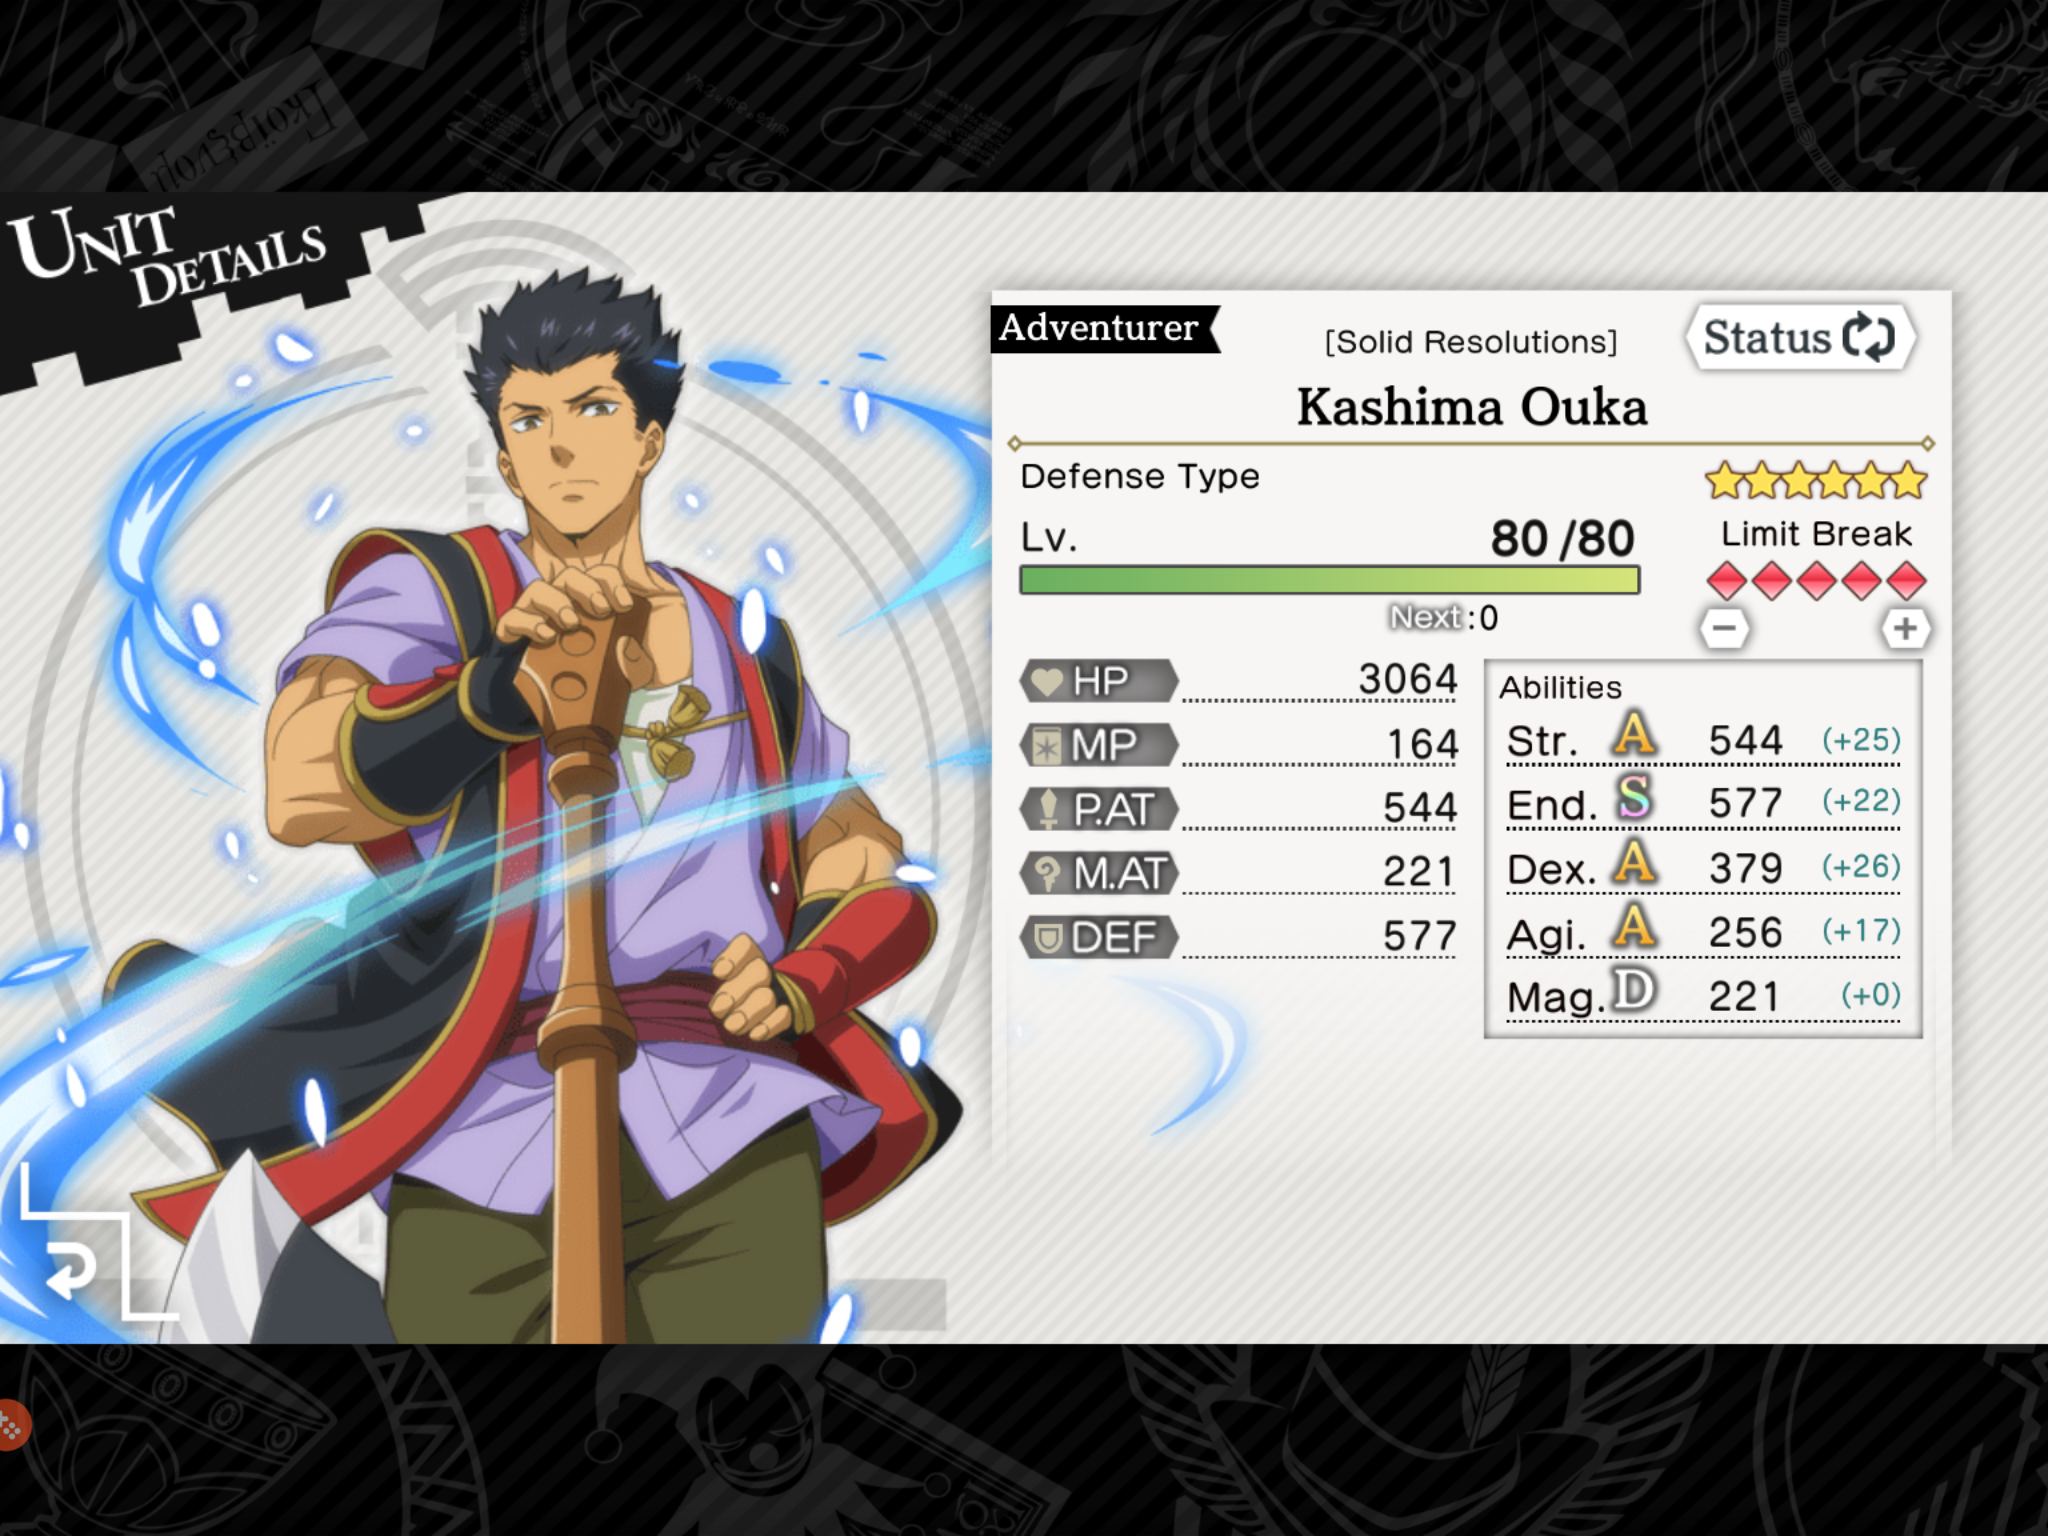 UNIT
DETAILS
Adventurer
[Solid Resolutions]
Status
Kashima Ouka
Defense Type
Lv. 80 /80
Limit Break
Next:0
HP 3064
MP 164
P.AT 544
M.AT 221
DEF 577
Abilities
Str. A 544 (+25)
End. S 577 (+22)
Dex. A 379 (+26)
Agi. A 256 (+17)
Mag. D 221 (+0)